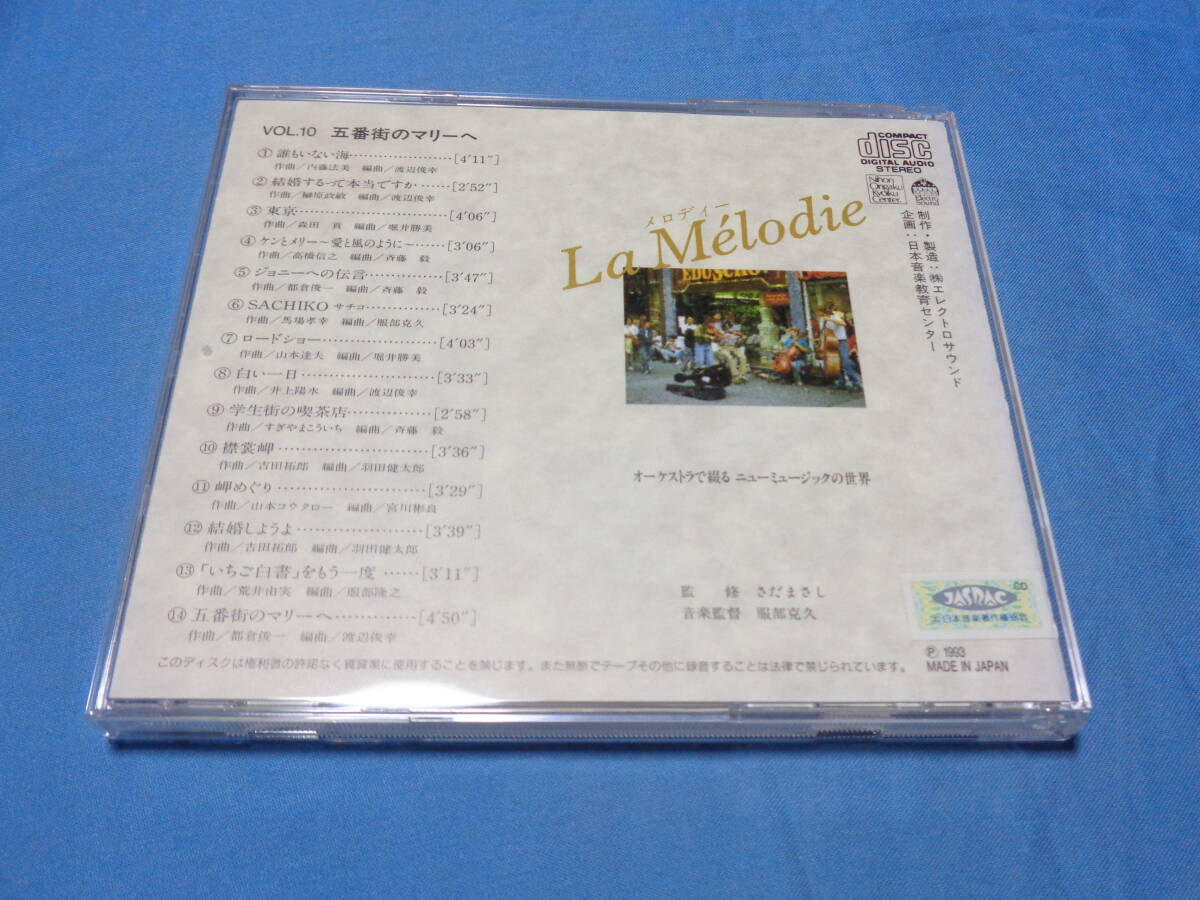 VOL.10 五番街のマリーへ
① 誰もいない海…………………[4′11″]
作曲/内藤法美 編曲/渡辺俊幸
② 結婚するって本当ですか……[2′52″]
作曲/榊原政敏 編曲/渡辺俊幸
③ 東京…………………………[4′06″]
作曲/森田 貢 編曲/堀井勝美
④ ケンとメリー~愛と風のように~……[3′06″]
作曲/高橋信之 編曲/斉藤 毅
⑤ ジョニーへの伝言……………[3′47″]
作曲/都倉俊一 編曲/斉藤 毅
⑥ SACHIKO サチコ………………[3′24″]
作曲/馬場孝幸 編曲/服部克久
⑦ ロードショー…………………[4′03″]
作曲/山本達夫 編曲/堀井勝美
⑧ 白い一日………………………[3′33″]
作曲/井上陽水 編曲/渡辺俊幸
⑨ 学生街の喫茶店……………[2′58″]
作曲/すぎやまこういち 編曲/斉藤 毅
⑩ 襟裳岬…………………………[3′36″]
作曲/吉田拓郎 編曲/羽田健太郎
⑪ 岬めぐり………………………[3′29″]
作曲/山本コウタロー 編曲/宮川彬良
⑫ 結婚しようよ…………………[3′39″]
作曲/吉田拓郎 編曲/羽田健太郎
⑬ 「いちご白書」をもう一度……[3′11″]
作曲/荒井由実 編曲/服部隆之
⑭ 五番街のマリーへ……………[4′50″]
作曲/都倉俊一 編曲/渡辺俊幸
このディスクは権利者の許諾なく賃貸業に使用することを禁じます。また無断でテープその他に録音することは法律で禁じられています。
メロディー
La Mélodie
EDUSCHO
オーケストラで綴る ニューミュージックの世界
監 修 さだまさし
音楽監督 服部克久
COMPACT
disc
DIGITAL AUDIO
STEREO
Nihon
Ongaku
Kyoiku
Center
Electro
Sound
制作・製造:㈱エレクトロサウンド
企画:日本音楽教育センター
JASRAC
日本音楽著作権協会
Ⓟ 1993
MADE IN JAPAN